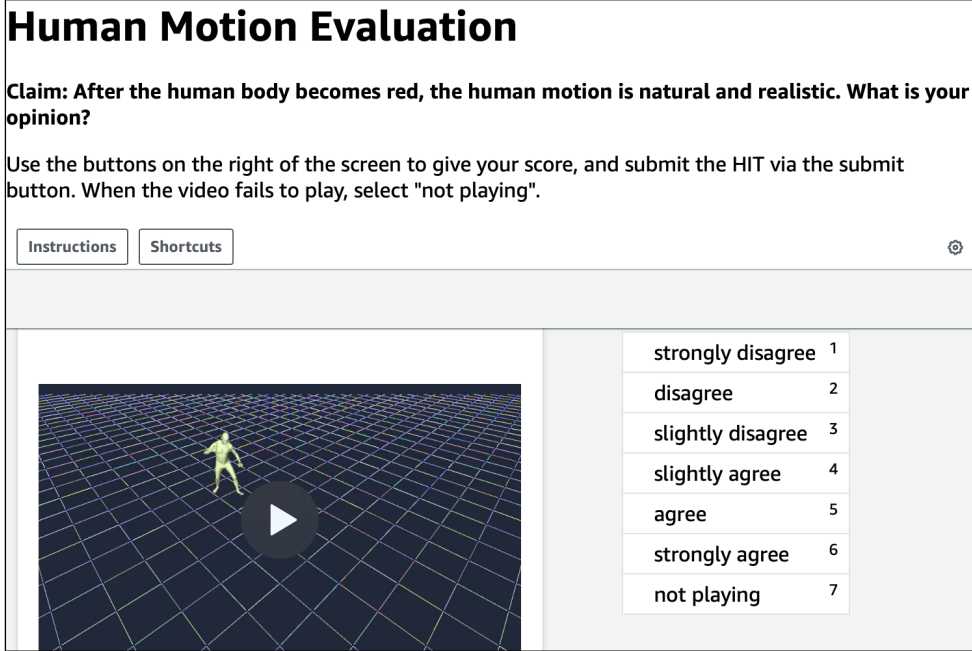 Human Motion Evaluation
Claim: After the human body becomes red, the human motion is natural and realistic. What is your
opinion?
Use the buttons on the right of the screen to give your score, and submit the HIT via the submit
button. When the video fails to play, select "not playing".
Instructions Shortcuts
strongly disagree 1
disagree 2
slightly disagree 3
slightly agree 4
agree 5
strongly agree 6
not playing 7